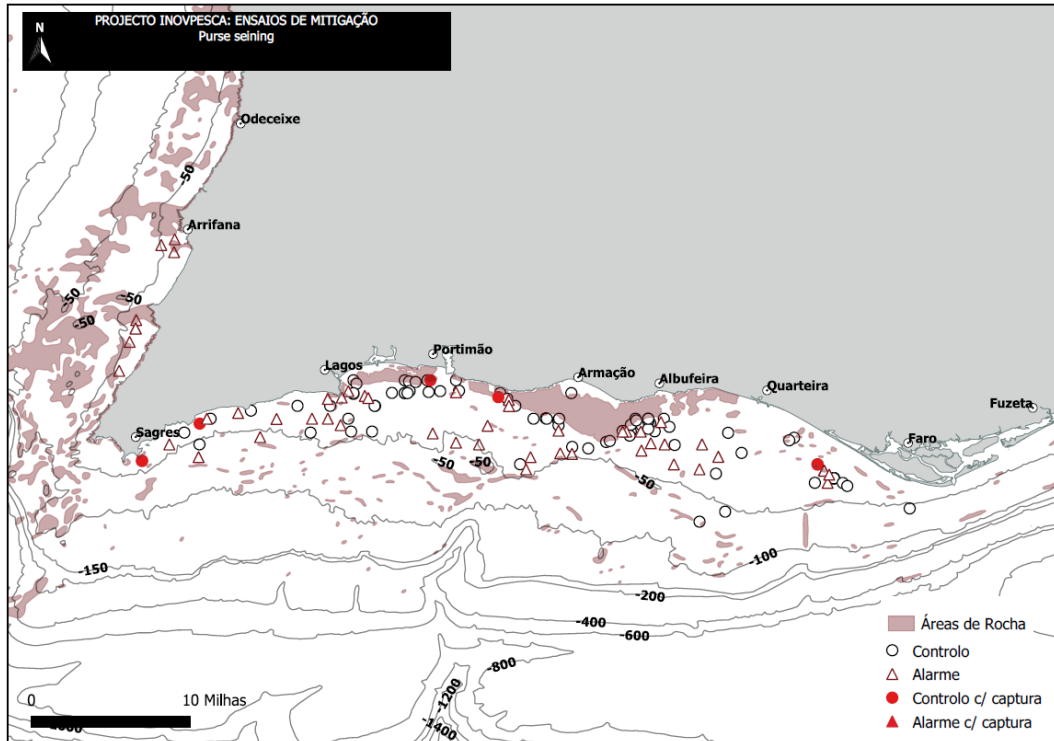 PROJECTO INOVPESCA: ENSAIOS DE MITIGAÇÃO
Purse seining
N
Odeceixe
-50
Arrifana
-50
-50
-50
Portimão
Lagos
Armação
Albufeira
Quarteira
Fuzeta
Sagres
Faro
-50
-50
-50
-100
-150
-200
-400
-600
-800
-1200
-1400
Áreas de Rocha
Controlo
Alarme
Controlo c/ captura
Alarme c/ captura
0 10 Milhas